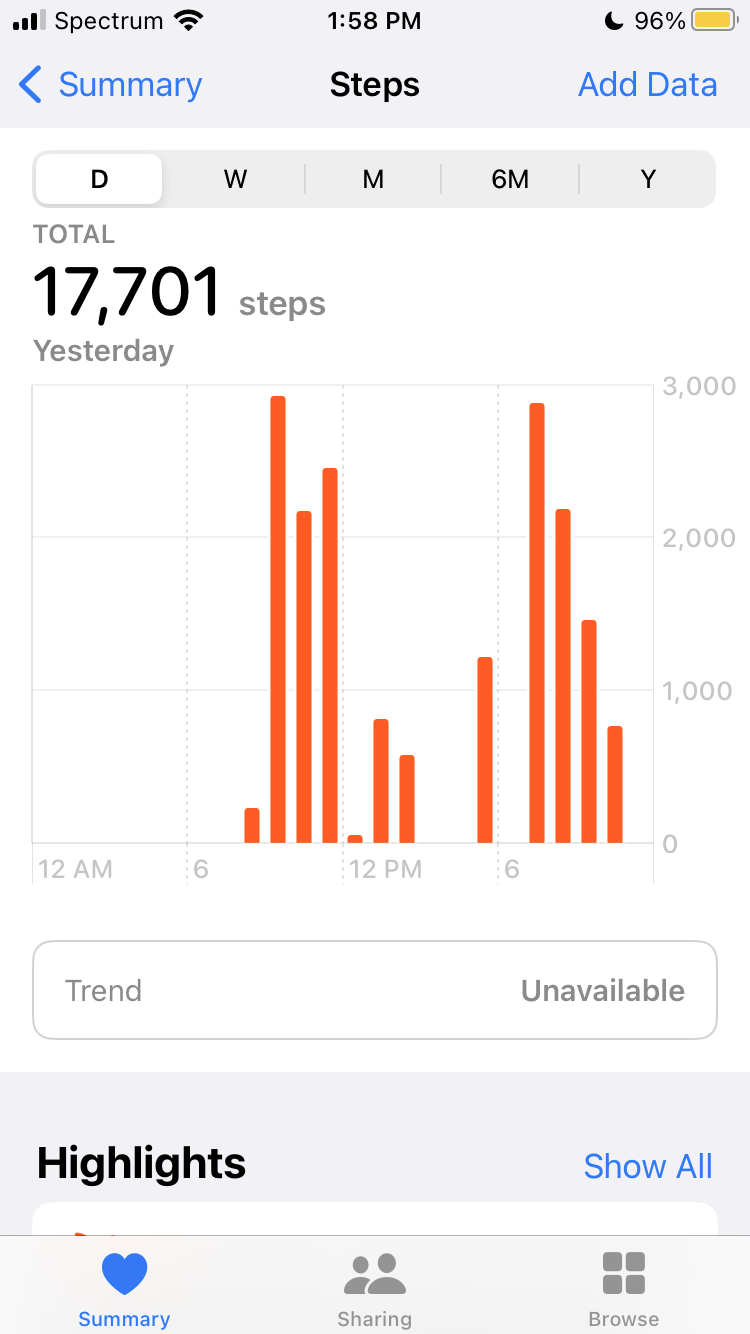 Spectrum 1:58 PM 96%
Summary Steps Add Data
D W M 6M Y
TOTAL
17,701 steps
Yesterday
3,000
2,000
1,000
0
12 AM 6 12 PM 6
Trend Unavailable
Highlights Show All
Summary Sharing Browse